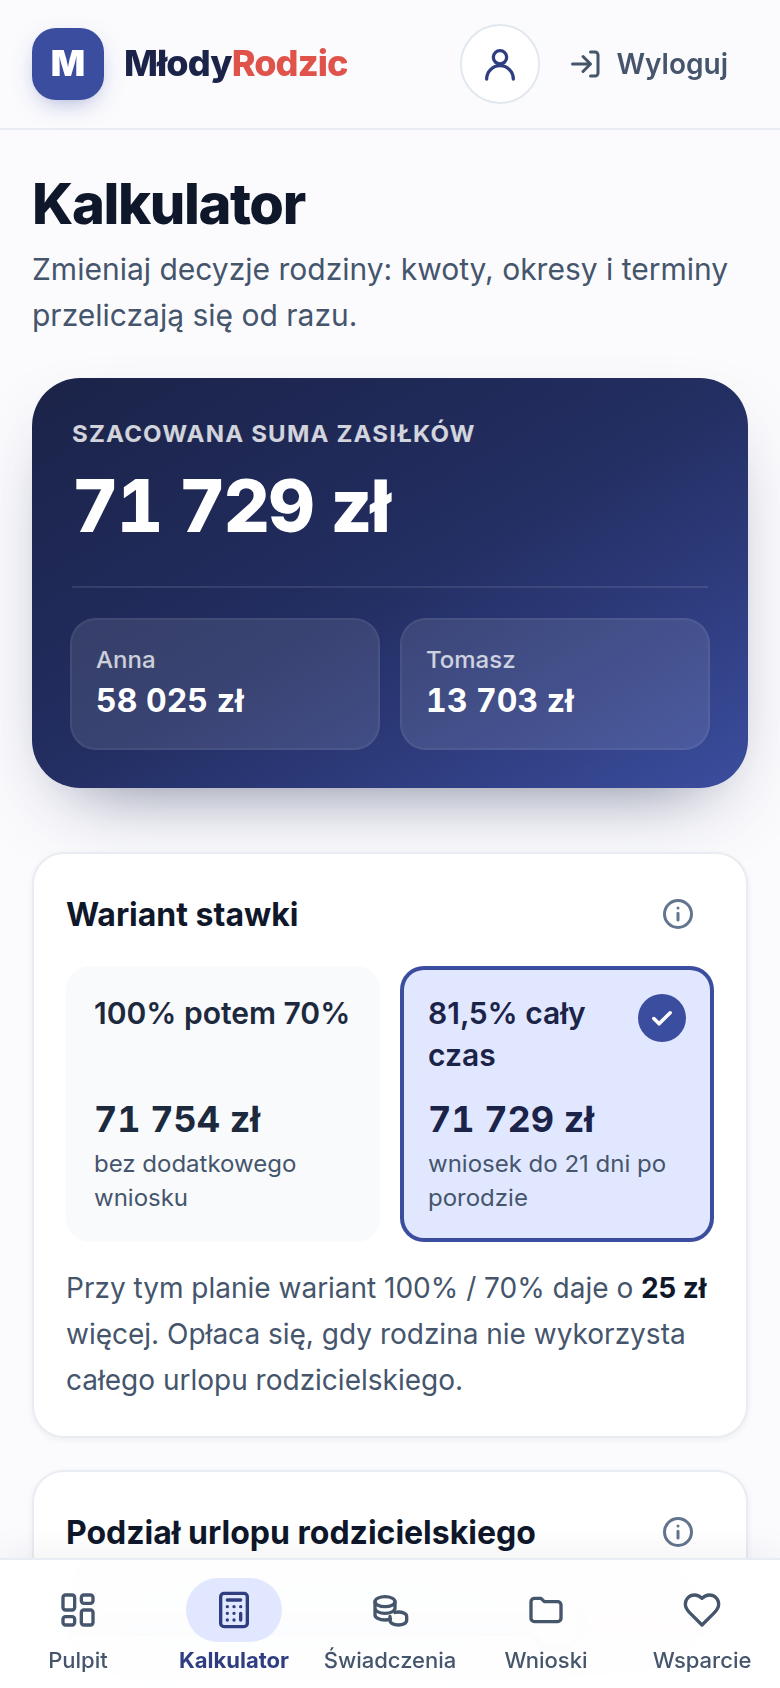 M MłodyRodzic Wyloguj
Kalkulator
Zmieniaj decyzje rodziny: kwoty, okresy i terminy
przeliczają się od razu.
SZACOWANA SUMA ZASIŁKÓW
71 729 zł
Anna
58 025 zł
Tomasz
13 703 zł
Wariant stawki
100% potem 70%
71 754 zł
bez dodatkowego
wniosku
81,5% cały
czas
71 729 zł
wniosek do 21 dni po
porodzie
Przy tym planie wariant 100% / 70% daje o 25 zł
więcej. Opłaca się, gdy rodzina nie wykorzysta
całego urlopu rodzicielskiego.
Podział urlopu rodzicielskiego
Pulpit Kalkulator Świadczenia Wnioski Wsparcie